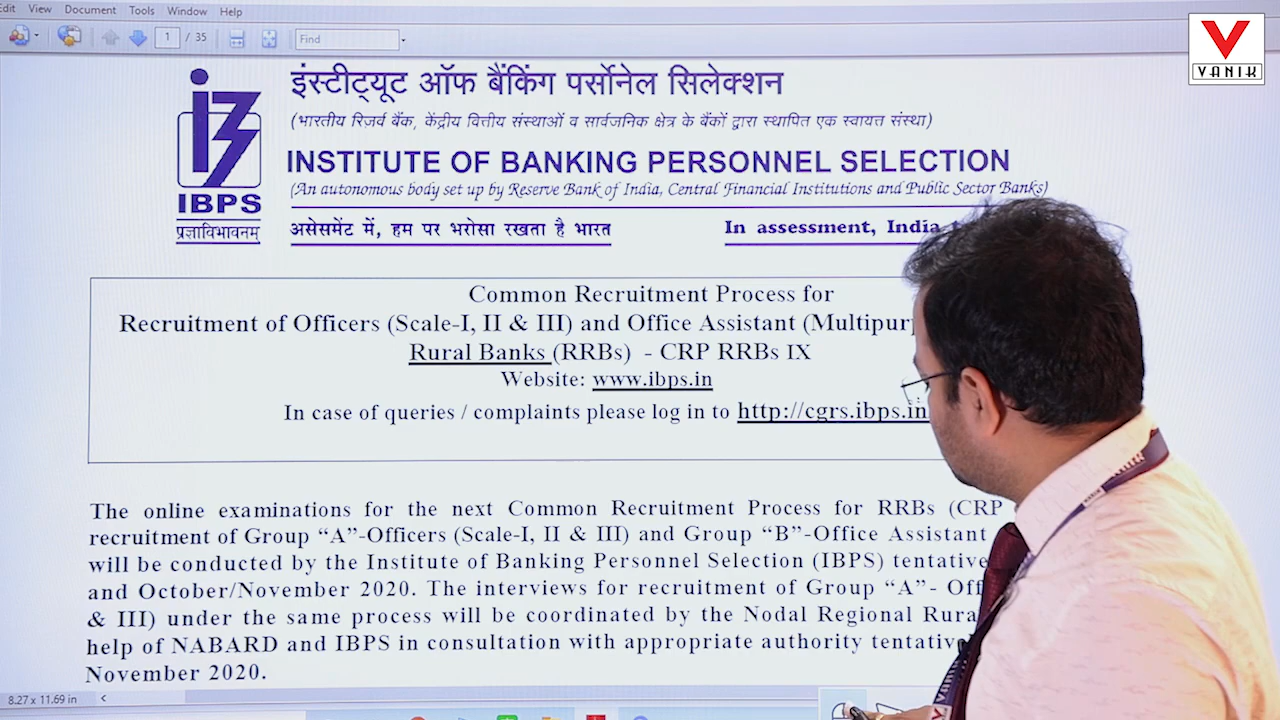 Edit View Document Tools Window Help
1 / 35 Find
VANIK
इंस्टीट्यूट ऑफ बैंकिंग पर्सोनेल सिलेक्शन
(भारतीय रिज़र्व बैंक, केंद्रीय वित्तीय संस्थाओं व सार्वजनिक क्षेत्र के बैंकों द्वारा स्थापित एक स्वायत्त संस्था)
INSTITUTE OF BANKING PERSONNEL SELECTION
(An autonomous body set up by Reserve Bank of India, Central Financial Institutions and Public Sector Banks)
IBPS
प्रज्ञाविभावनम्
असेसमेंट में, हम पर भरोसा रखता है भारत
In assessment, India
Common Recruitment Process for
Recruitment of Officers (Scale-I, II & III) and Office Assistant
Rural Banks (RRBs) - CRP RRBs IX
Website: www.ibps.in
In case of queries / complaints please log in to http://cgrs.ibps.in
The online examinations for the next Common Recruitment Process for RRBs (CRP
recruitment of Group “A”-Officers (Scale-I, II & III) and Group “B”-Office Assistant
will be conducted by the Institute of Banking Personnel Selection (IBPS)
and October/November 2020. The interviews for recruitment of Group “A”-
& III) under the same process will be coordinated by the Nodal Regional
help of NABARD and IBPS in consultation with appropriate authority
November 2020.
8.27 x 11.69 in